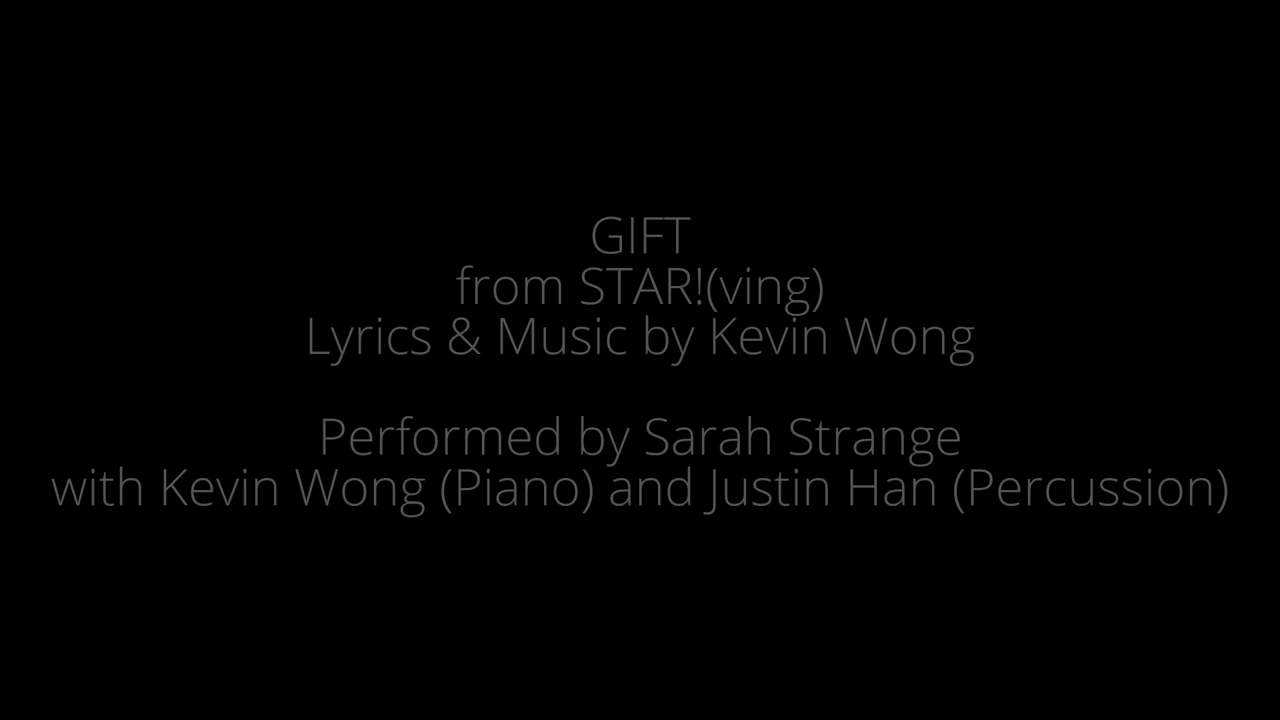 GIFT
from STAR!(ving)
Lyrics & Music by Kevin Wong
Performed by Sarah Strange
with Kevin Wong (Piano) and Justin Han (Percussion)